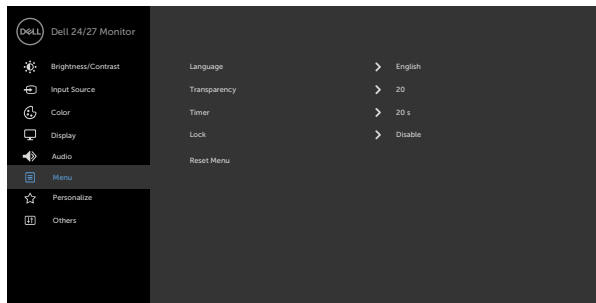 DELL Dell 24/27 Monitor
Brightness/Contrast
Input Source
Color
Display
Audio
Menu
Personalize
Others
Language English
Transparency 20
Timer 20 s
Lock Disable
Reset Menu